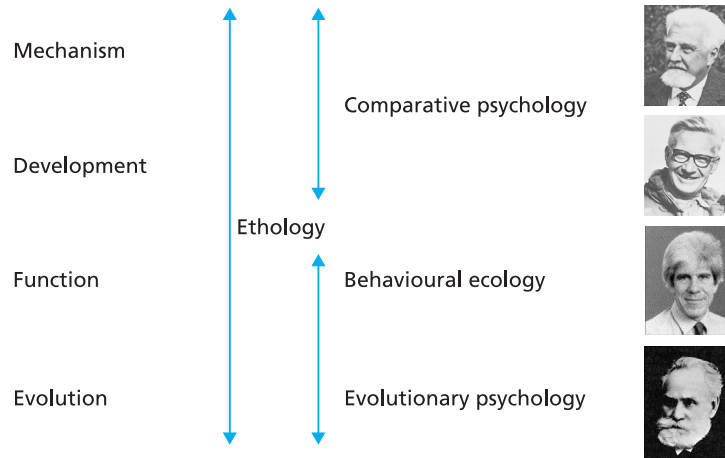 Mechanism
Comparative psychology
Development
Ethology
Function
Behavioural ecology
Evolution
Evolutionary psychology